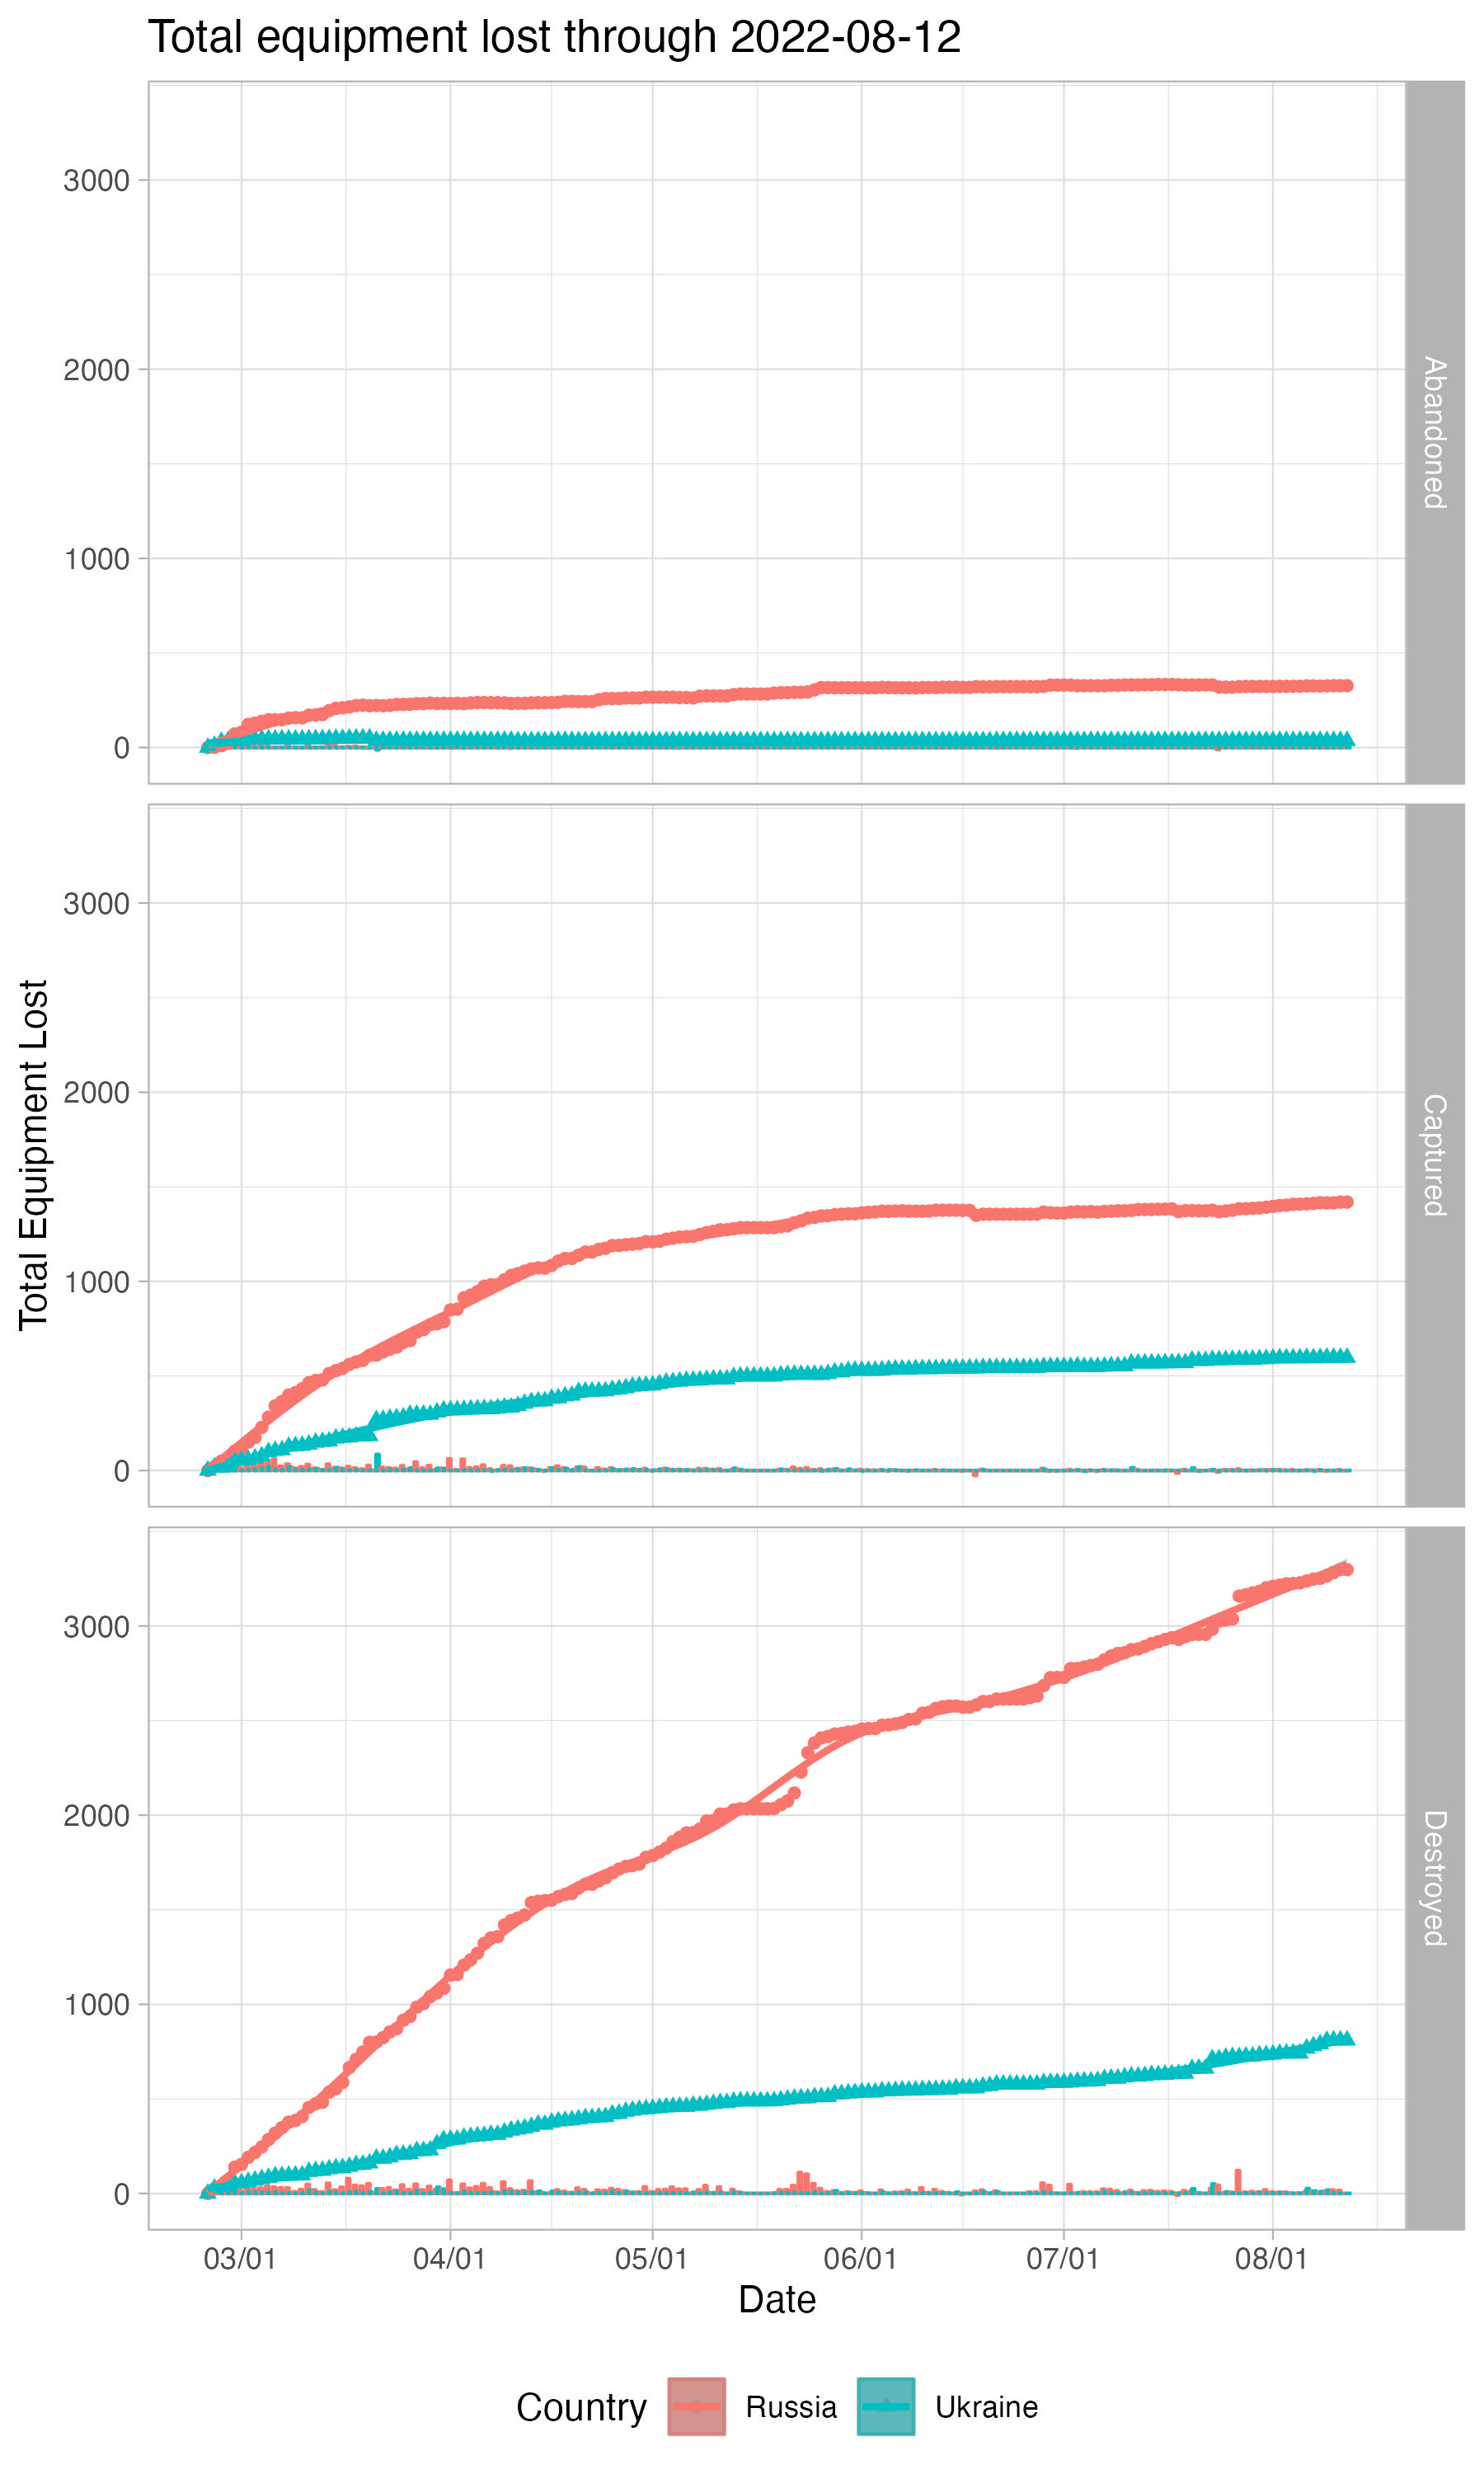 Total equipment lost through 2022-08-12
3000
2000
1000
0
Abandoned
Total Equipment Lost
3000
2000
1000
0
Captured
3000
2000
1000
0
Destroyed
03/01 04/01 05/01 06/01 07/01 08/01
Date
Country Russia Ukraine